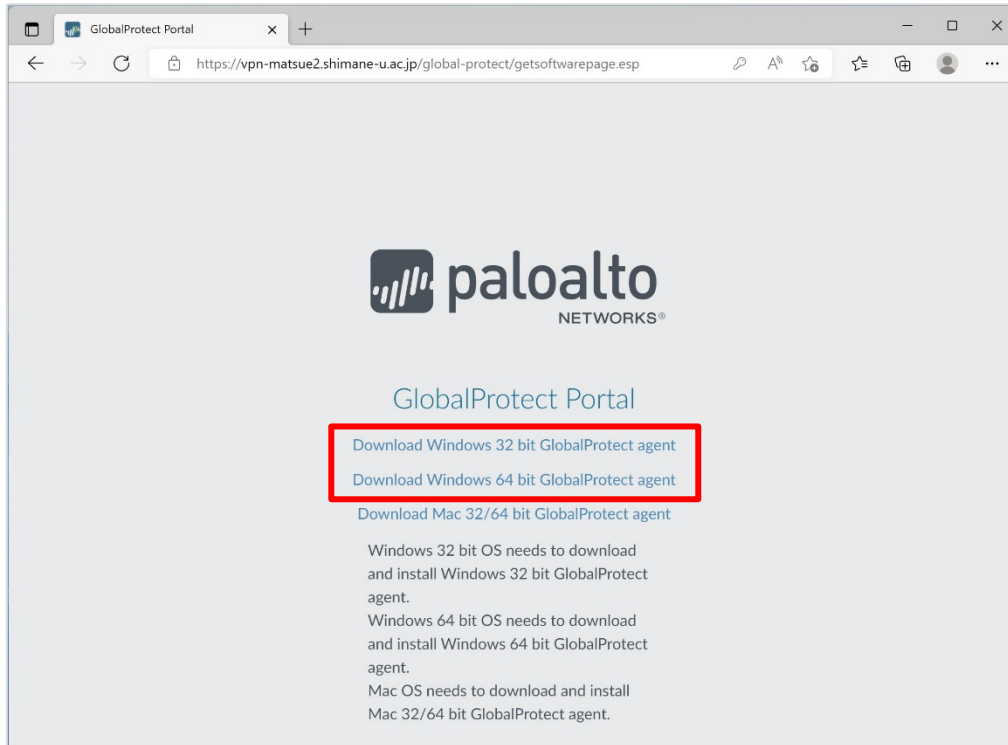 GlobalProtect Portal
https://vpn-matsue2.shimane-u.ac.jp/global-protect/getsoftwarepage.esp
paloalto
NETWORKS®
GlobalProtect Portal
Download Windows 32 bit GlobalProtect agent
Download Windows 64 bit GlobalProtect agent
Download Mac 32/64 bit GlobalProtect agent
Windows 32 bit OS needs to download
and install Windows 32 bit GlobalProtect
agent.
Windows 64 bit OS needs to download
and install Windows 64 bit GlobalProtect
agent.
Mac OS needs to download and install
Mac 32/64 bit GlobalProtect agent.